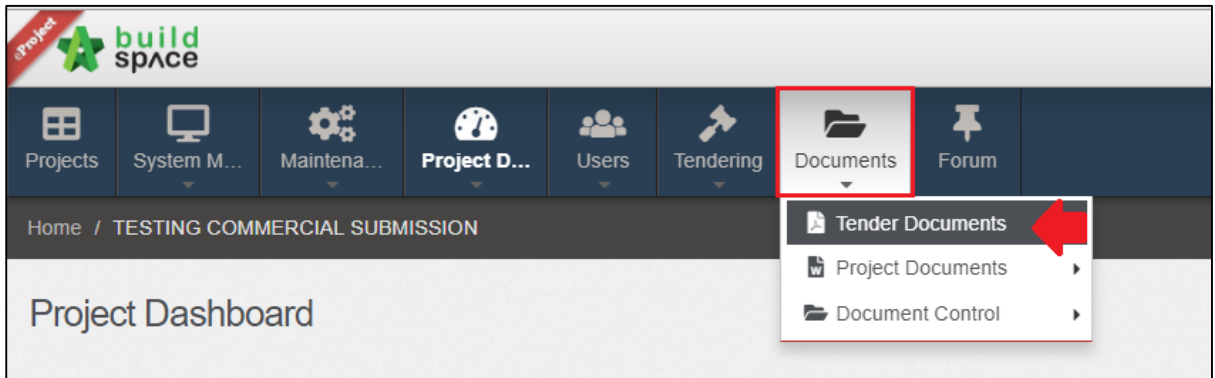 eProject
build
spʌce
Projects
System M...
Maintena...
Project D...
Users
Tendering
Documents
Forum
Home / TESTING COMMERCIAL SUBMISSION
Tender Documents
Project Documents
Document Control
Project Dashboard